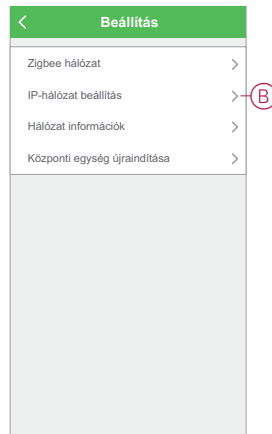 Beállítás
Zigbee hálózat
IP-hálózat beállítás
B
Hálózat információk
Központi egység újraindítása